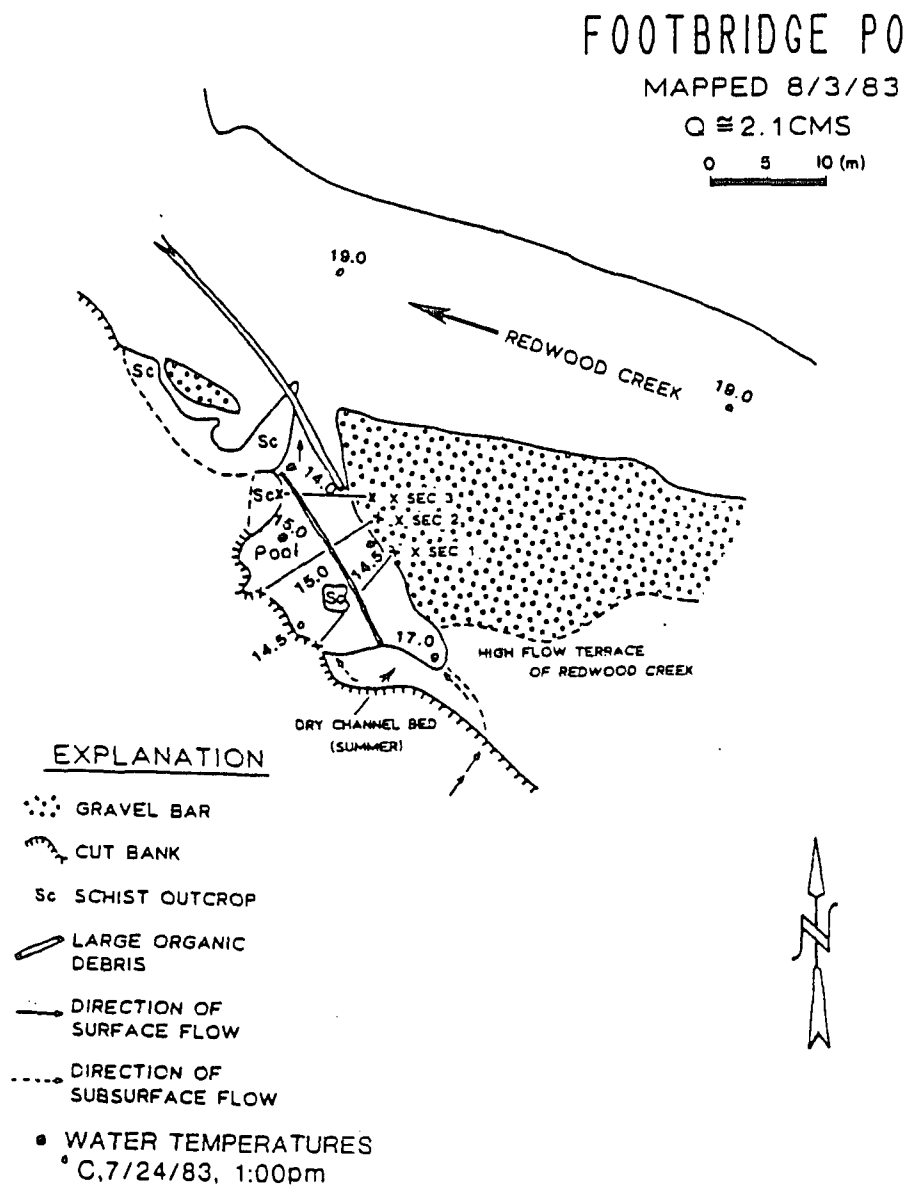 FOOTBRIDGE PO
MAPPED 8/3/83
Q ≅ 2.1CMS
0 5 10 (m)
19.0
REDWOOD CREEK
19.0
Sc
Sc
14.0
Sc
X X SEC 3
15.0
X X SEC 2
Pool
14.5
X X SEC 1
15.0
Sc
14.5
17.0
HIGH FLOW TERRACE
OF REDWOOD CREEK
DRY CHANNEL BED
(SUMMER)
EXPLANATION
GRAVEL BAR
CUT BANK
Sc SCHIST OUTCROP
LARGE ORGANIC
DEBRIS
DIRECTION OF
SURFACE FLOW
DIRECTION OF
SUBSURFACE FLOW
WATER TEMPERATURES
°C,7/24/83, 1:00pm
N